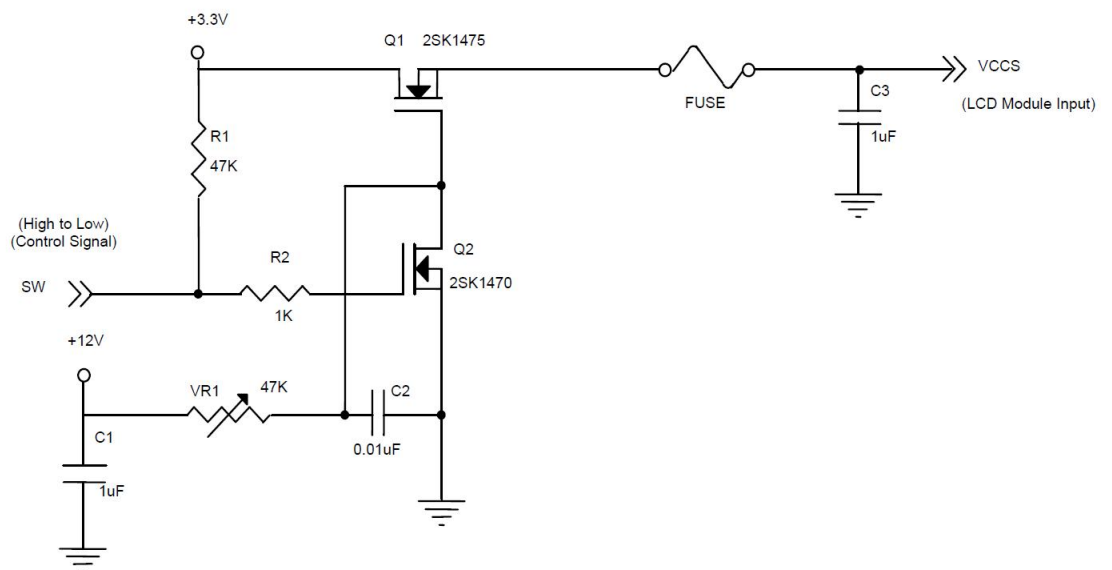 +3.3V
Q1 2SK1475
VCCS
FUSE
C3
(LCD Module Input)
1uF
R1
47K
(High to Low)
(Control Signal)
R2
Q2
SW
2SK1470
1K
+12V
VR1 47K
C2
C1
0.01uF
1uF